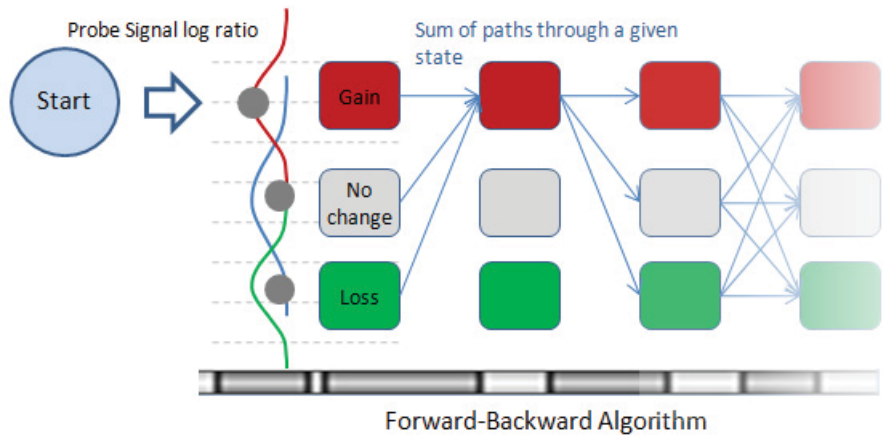 Probe Signal log ratio
Sum of paths through a given
state
Start
Gain
No
change
Loss
Forward-Backward Algorithm